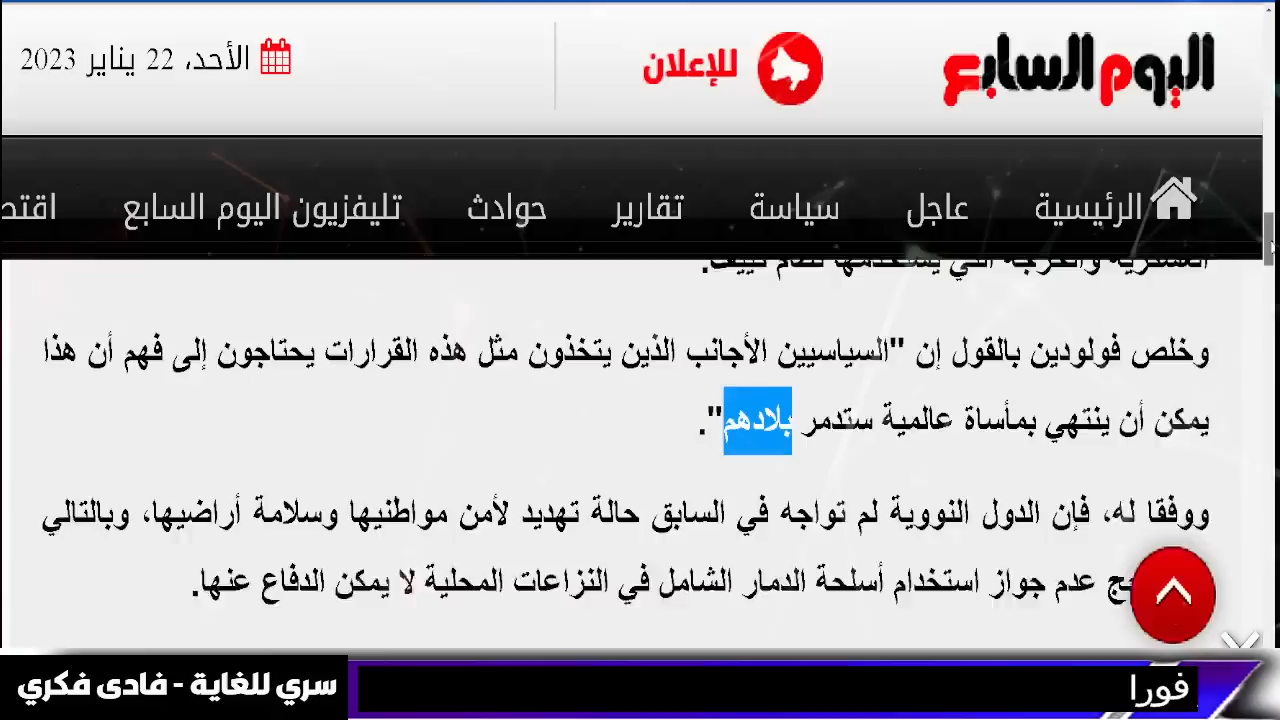 اليوم السابع
للإعلان
الأحد، 22 يناير 2023
الرئيسية عاجل سياسة تقارير حوادث تليفزيون اليوم السابع اقتص
وخلص فولودين بالقول إن "السياسيين الأجانب الذين يتخذون مثل هذه القرارات يحتاجون إلى فهم أن هذا
يمكن أن ينتهي بمأساة عالمية ستدمر بلادهم".
ووفقا له، فإن الدول النووية لم تواجه في السابق حالة تهديد لأمن مواطنيها وسلامة أراضيها، وبالتالي
عدم جواز استخدام أسلحة الدمار الشامل في النزاعات المحلية لا يمكن الدفاع عنها.
فورا
سري للغاية - فادى فكري